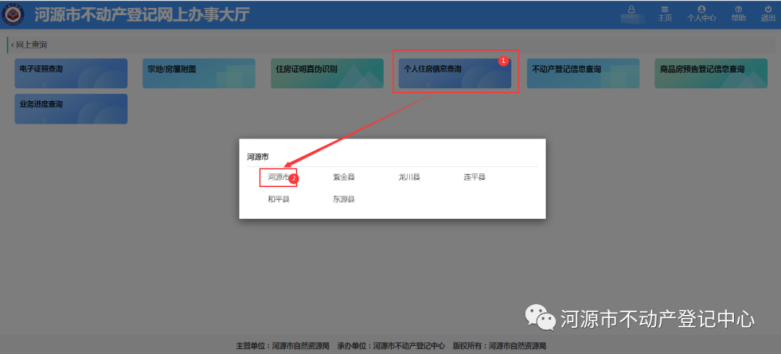 河源市不动产登记网上办事大厅
主页 个人中心 帮助 退出
网上查询
电子证照查询 宗地/房屋附图 住房证明真伪识别 个人住房信息查询 1 不动产登记信息查询 商品房预售登记信息查询
业务进度查询
河源市
河源市 2 紫金县 龙川县 连平县
和平县 东源县
河源市不动产登记中心
主管单位：河源市自然资源局 承办单位：河源市不动产登记中心 版权所有：河源市自然资源局